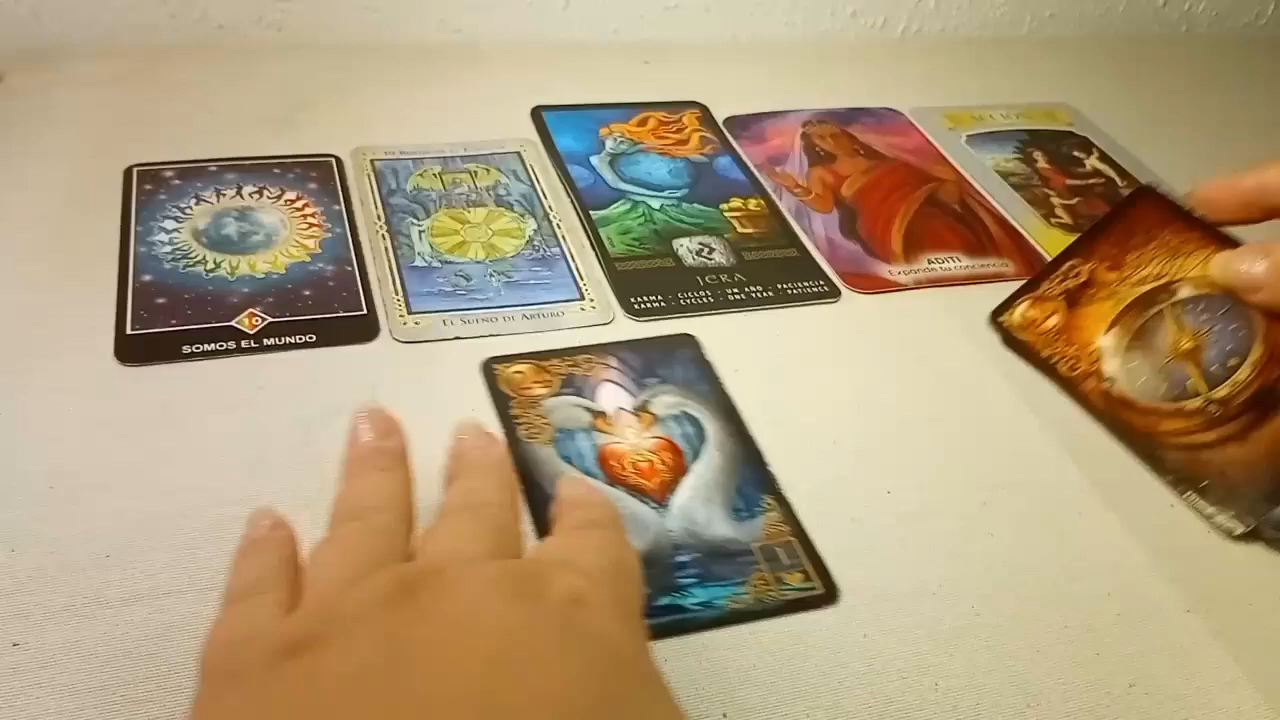 10
SOMOS EL MUNDO
EL SUEÑO DE ARTURO
JERA
KARMA - CICLOS - UN AÑO - PACIENCIA
KARMA - CYCLES - ONE YEAR - PATIENCE
ADITI
Expande tu conciencia